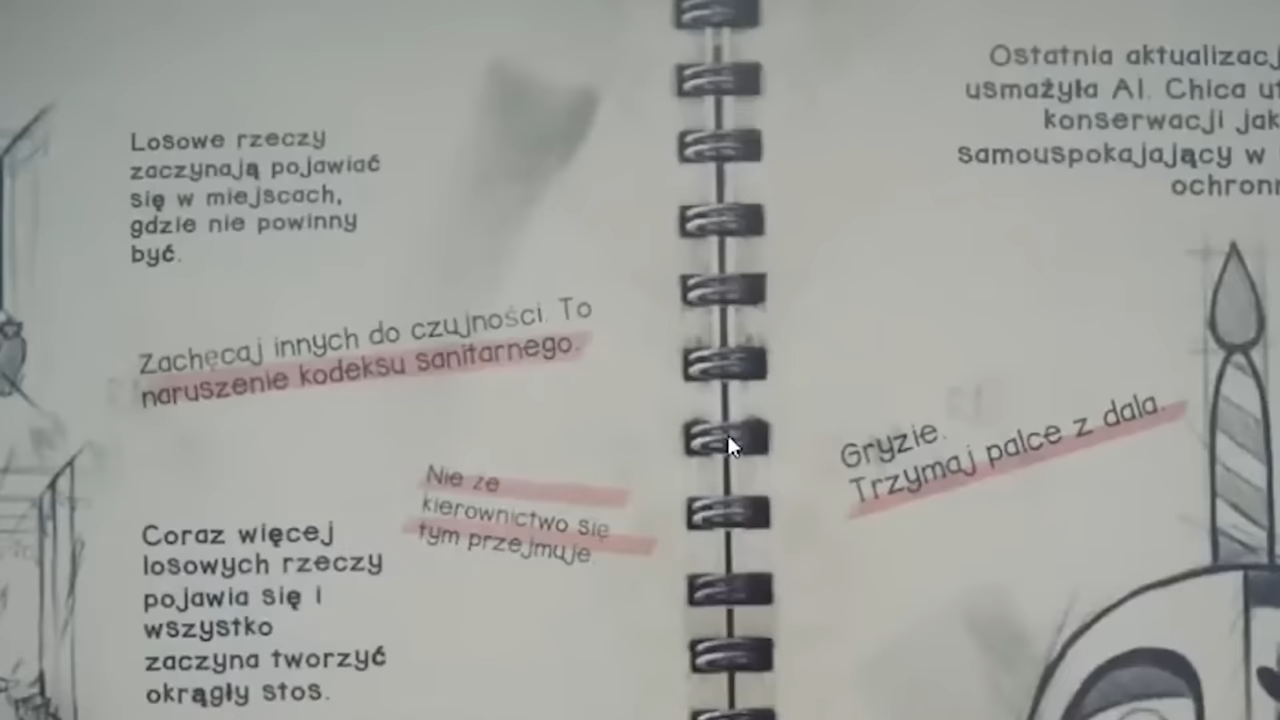 Losowe rzeczy
zaczynają pojawiać
się w miejscach,
gdzie nie powinny
być.
Zachęcaj innych do czujności. To
naruszenie kodeksu sanitarnego.
Nie że
kierownictwo się
tym przejmuje.
Coraz więcej
losowych rzeczy
pojawia się i
wszystko
zaczyna tworzyć
okrągły stos.
Ostatnia aktualizacj
usmażyła AI. Chica ut
konserwacji jak
samouspokajający w
ochronn
Gryzie.
Trzymaj palce z dala.